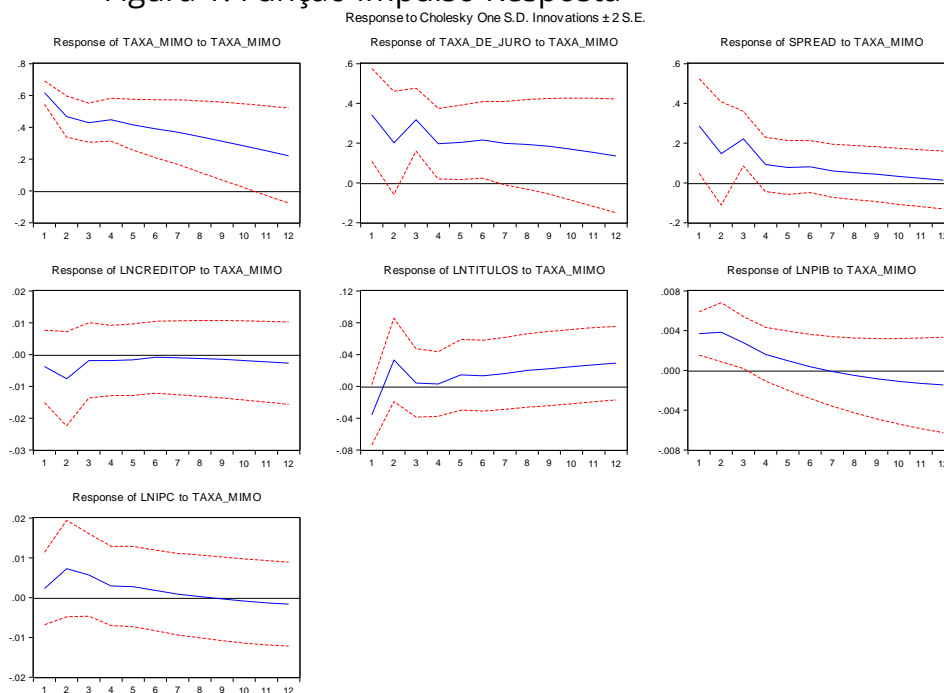 Figura 1: Função Impulso Resposta
Response to Cholesky One S.D. Innovations ± 2 S.E.
Response of TAXA_MIMO to TAXA_MIMO
.8
.6
.4
.2
.0
-.2
1 2 3 4 5 6 7 8 9 10 11 12
Response of TAXA_DE_JURO to TAXA_MIMO
.6
.4
.2
.0
-.2
1 2 3 4 5 6 7 8 9 10 11 12
Response of SPREAD to TAXA_MIMO
.6
.4
.2
.0
-.2
1 2 3 4 5 6 7 8 9 10 11 12
Response of LNCREDITOP to TAXA_MIMO
.02
.01
.00
-.01
-.02
-.03
1 2 3 4 5 6 7 8 9 10 11 12
Response of LNTITULOS to TAXA_MIMO
.12
.08
.04
.00
-.04
-.08
1 2 3 4 5 6 7 8 9 10 11 12
Response of LNPIB to TAXA_MIMO
.008
.004
.000
-.004
-.008
1 2 3 4 5 6 7 8 9 10 11 12
Response of LNIPC to TAXA_MIMO
.02
.01
.00
-.01
-.02
1 2 3 4 5 6 7 8 9 10 11 12